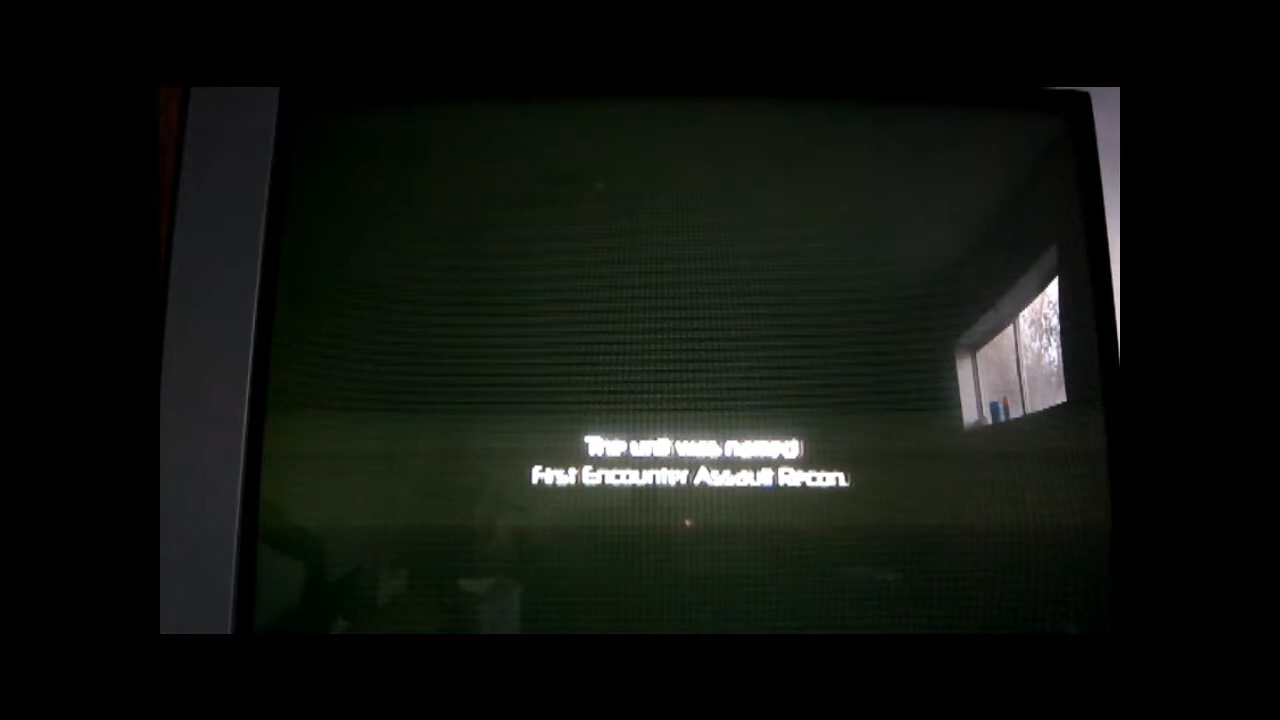 The unit was named
First Encounter Assault Recon.